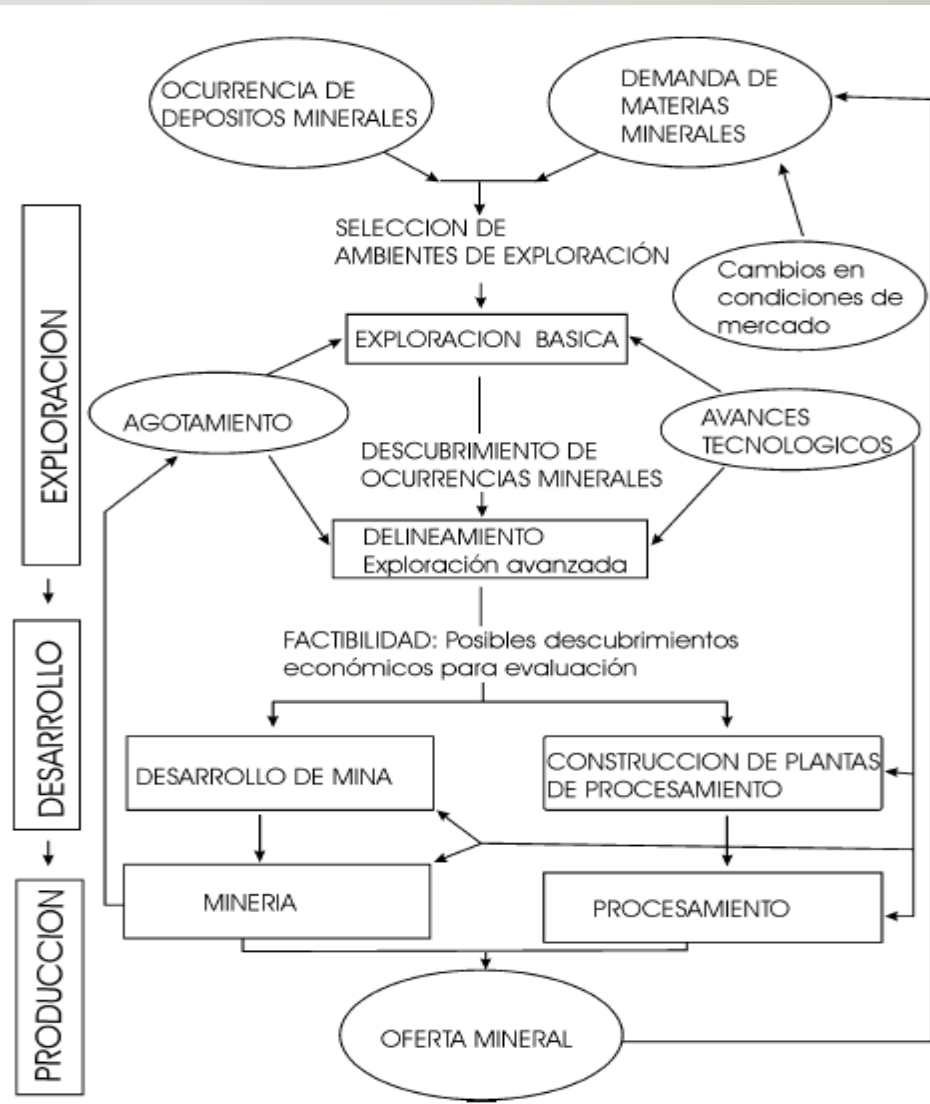 OCURRENCIA DE
DEPOSITOS MINERALES
DEMANDA DE
MATERIAS
MINERALES
SELECCION DE
AMBIENTES DE EXPLORACIÓN
Cambios en
condiciones de
mercado
EXPLORACION
EXPLORACION BASICA
AGOTAMIENTO
AVANCES
TECNOLOGICOS
DESCUBRIMIENTO DE
OCURRENCIAS MINERALES
DELINEAMIENTO
Exploración avanzada
FACTIBILIDAD: Posibles descubrimientos
económicos para evaluación
DESARROLLO
DESARROLLO DE MINA
CONSTRUCCION DE PLANTAS
DE PROCESAMIENTO
PRODUCCION
MINERIA
PROCESAMIENTO
OFERTA MINERAL